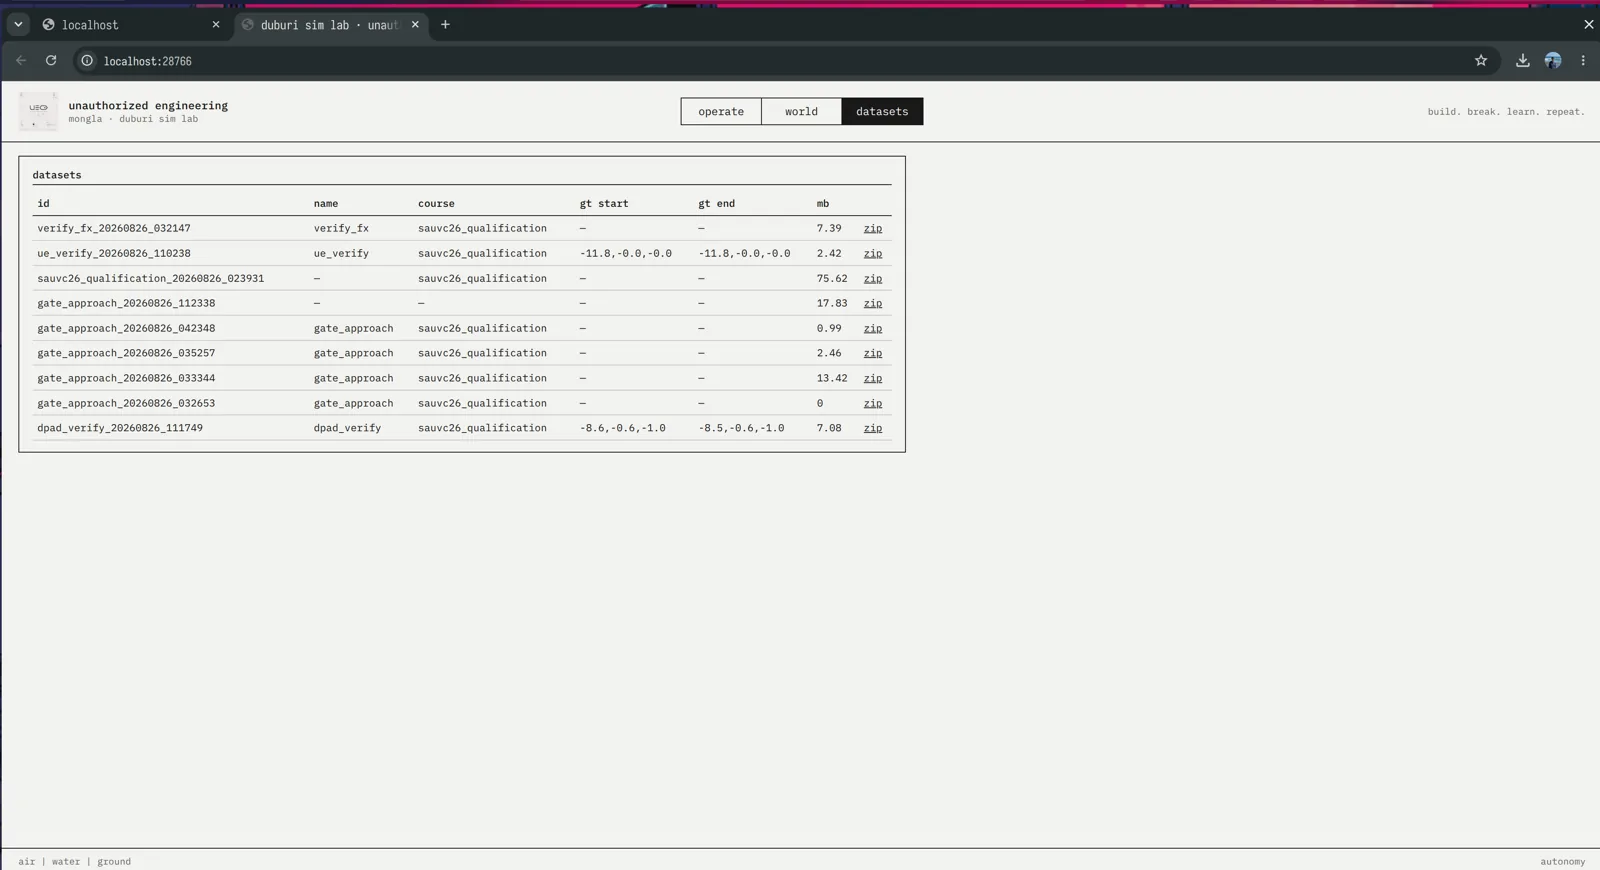 localhost
duburi sim lab · unaut
localhost:28766
UEO
unauthorized engineering
mongla · duburi sim lab
operate world datasets
build. break. learn. repeat.
datasets
id name course gt start gt end mb
verify_fx_20260826_032147 verify_fx sauvc26_qualification — — 7.39 zip
ue_verify_20260826_110238 ue_verify sauvc26_qualification -11.8,-0.0,-0.0 -11.8,-0.0,-0.0 2.42 zip
sauvc26_qualification_20260826_023931 — sauvc26_qualification — — 75.62 zip
gate_approach_20260826_112338 — — — — 17.83 zip
gate_approach_20260826_042348 gate_approach sauvc26_qualification — — 0.99 zip
gate_approach_20260826_035257 gate_approach sauvc26_qualification — — 2.46 zip
gate_approach_20260826_033344 gate_approach sauvc26_qualification — — 13.42 zip
gate_approach_20260826_032653 gate_approach sauvc26_qualification — — 0 zip
dpad_verify_20260826_111749 dpad_verify sauvc26_qualification -8.6,-0.6,-1.0 -8.5,-0.6,-1.0 7.08 zip
air | water | ground
autonomy